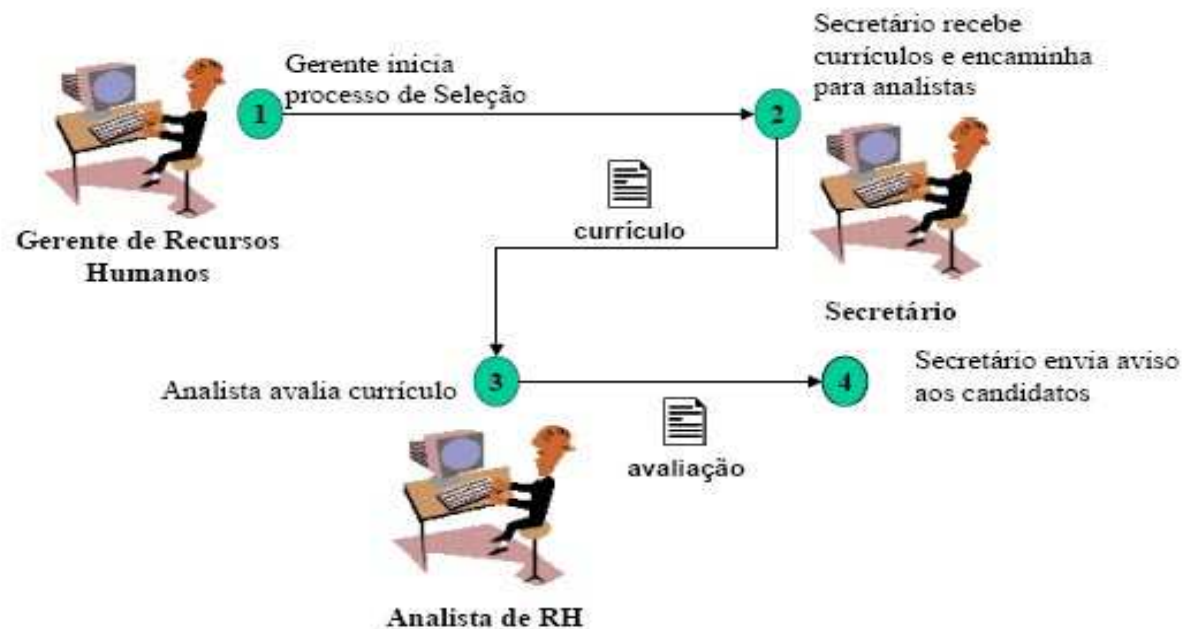 Gerente inicia
processo de Seleção
1
Gerente de Recursos
Humanos
Secretário recebe
currículos e encaminha
para analistas
2
Secretário
currículo
Analista avalia currículo
3
Analista de RH
avaliação
4
Secretário envia aviso
aos candidatos